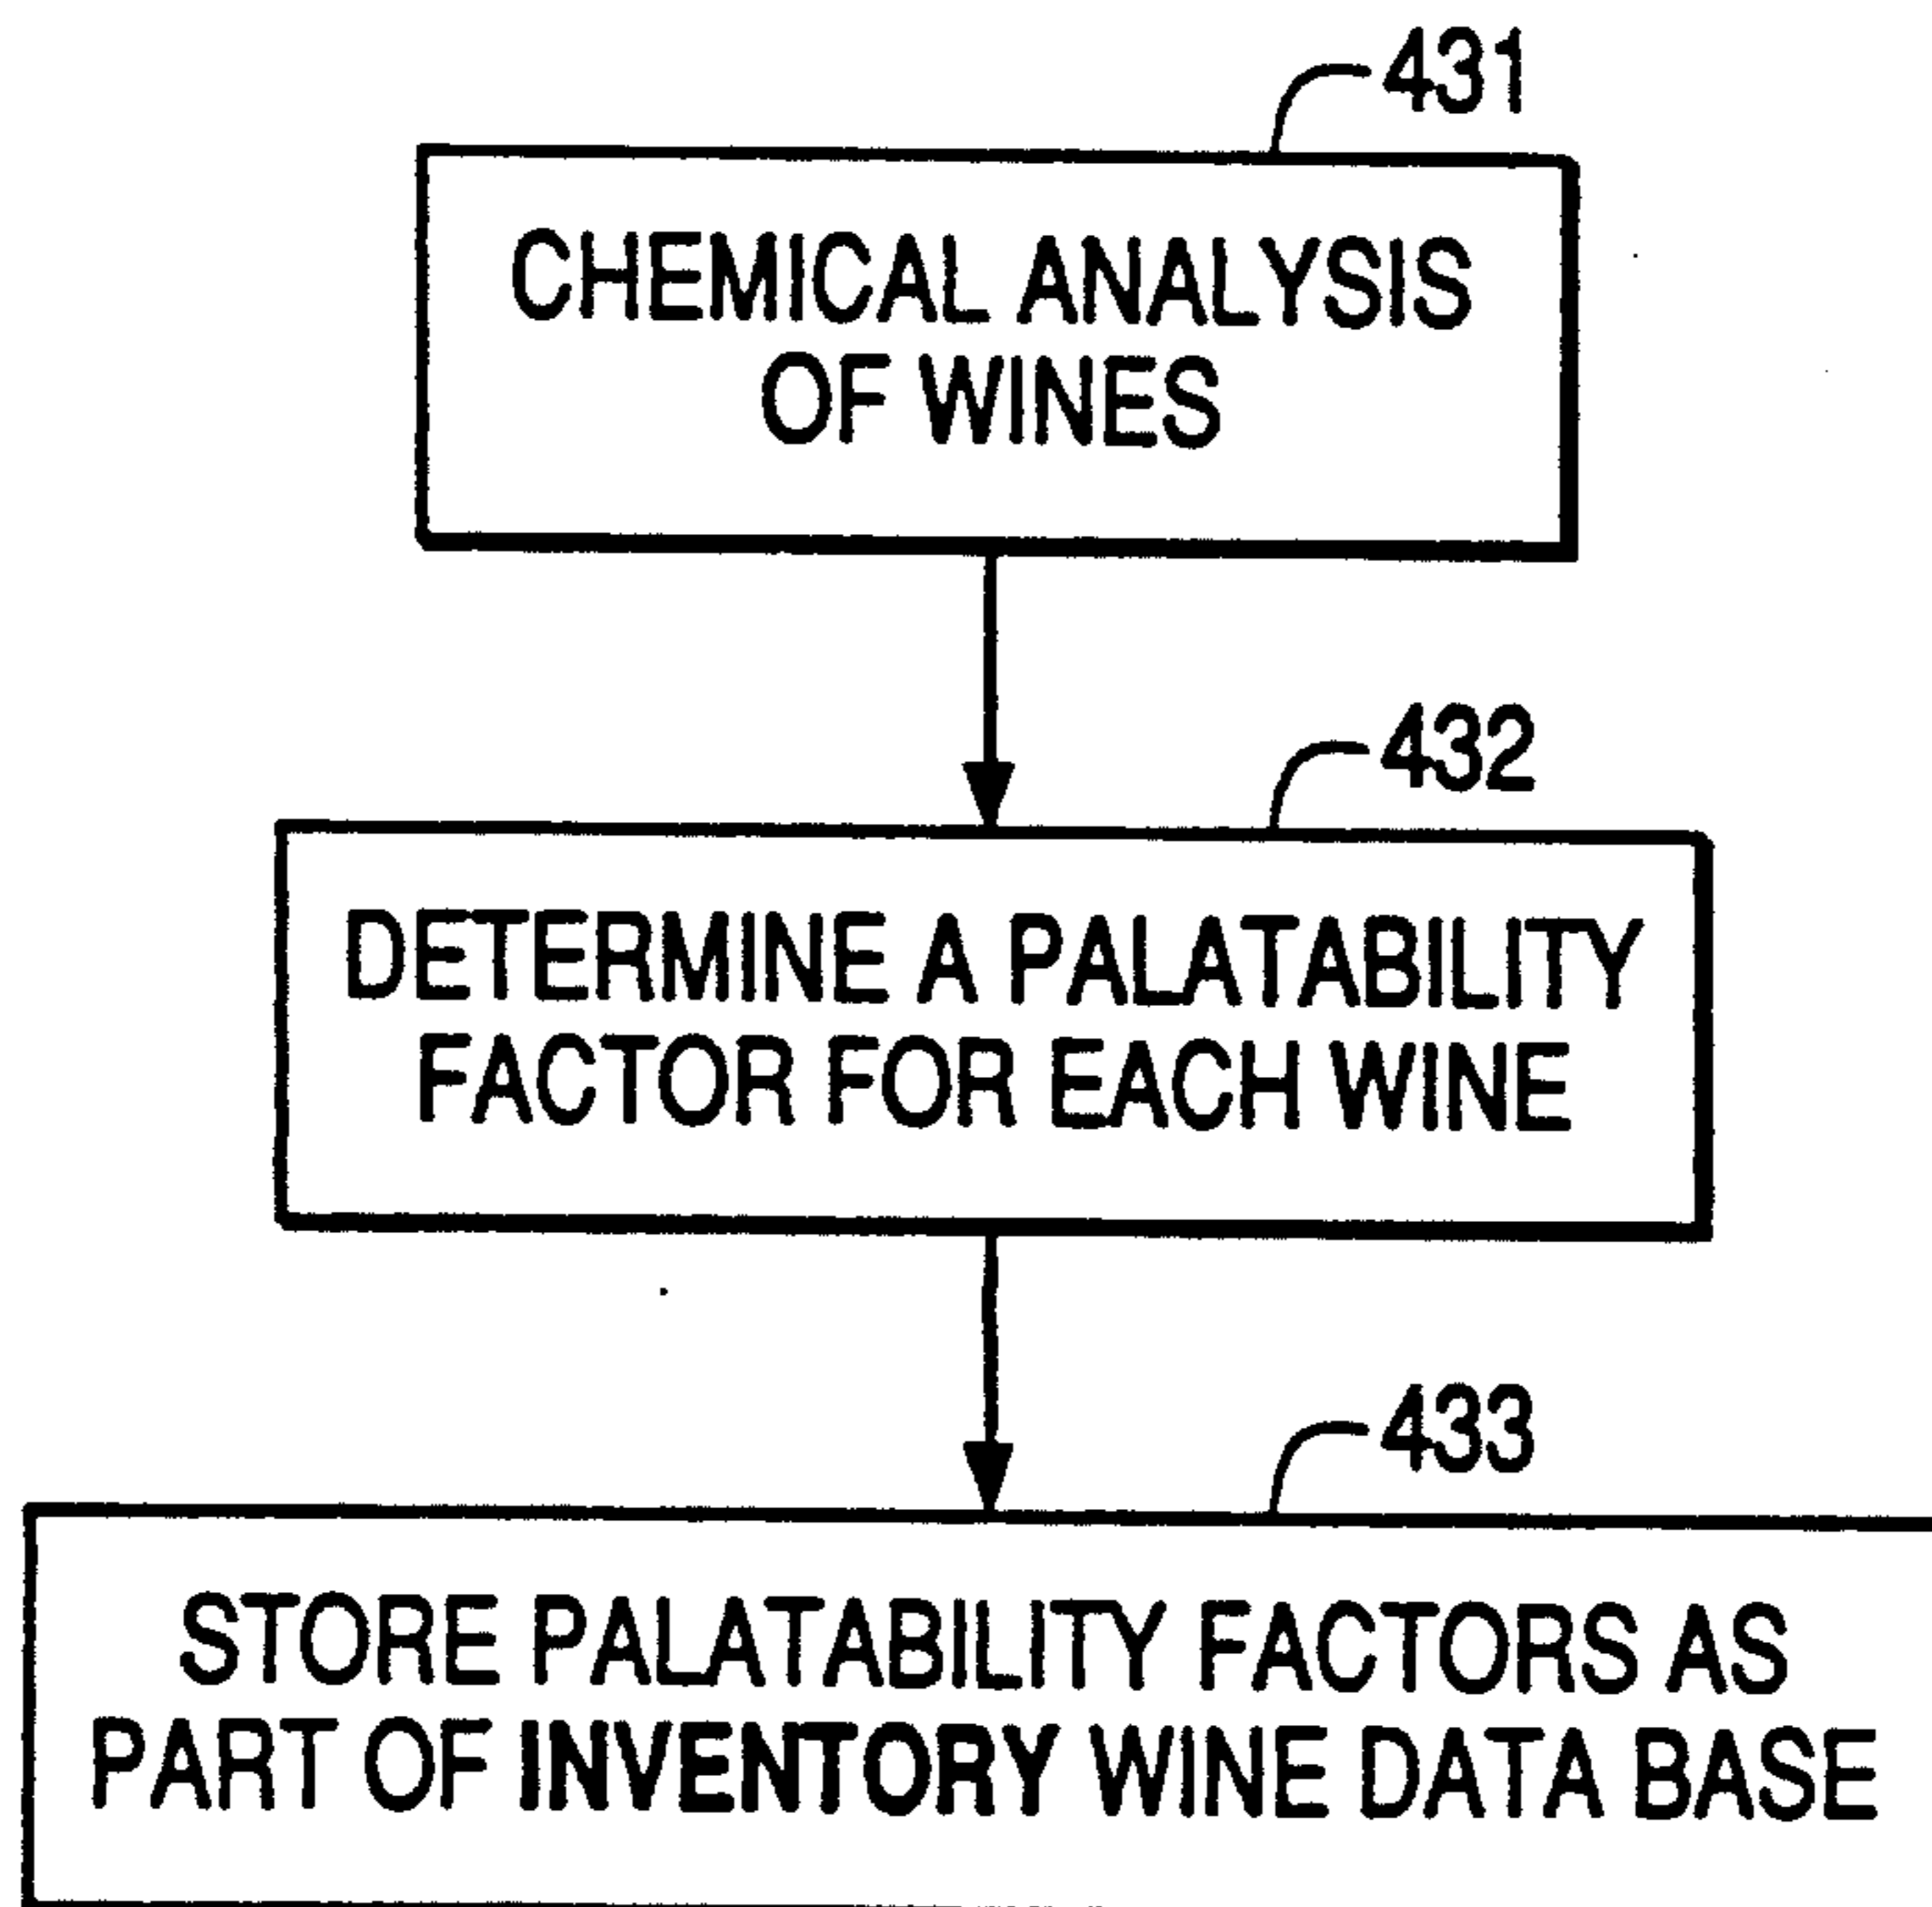 431
CHEMICAL ANALYSIS
OF WINES
432
DETERMINE A PALATABILITY
FACTOR FOR EACH WINE
433
STORE PALATABILITY FACTORS AS
PART OF INVENTORY WINE DATA BASE